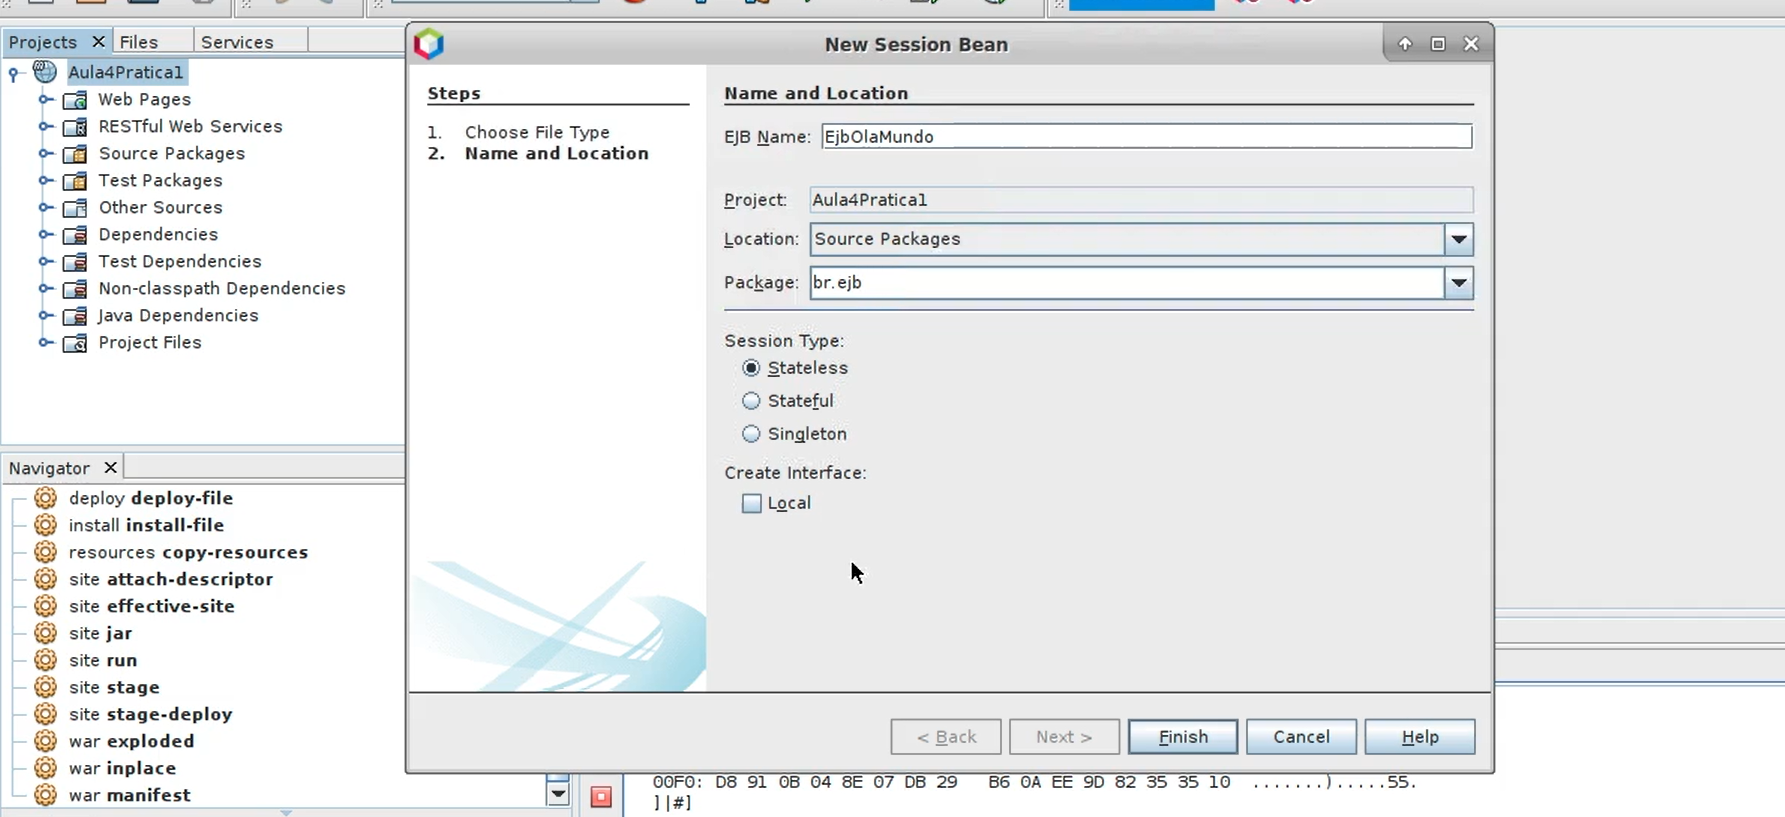 Projects
Files
Services
Aula4Pratica1
Web Pages
RESTful Web Services
Source Packages
Test Packages
Other Sources
Dependencies
Test Dependencies
Non-classpath Dependencies
Java Dependencies
Project Files
Navigator
deploy deploy-file
install install-file
resources copy-resources
site attach-descriptor
site effective-site
site jar
site run
site stage
site stage-deploy
war exploded
war inplace
war manifest
New Session Bean
Steps
1. Choose File Type
2. Name and Location
Name and Location
EJB Name: EjbOlaMundo
Project: Aula4Pratica1
Location: Source Packages
Package: br.ejb
Session Type:
Stateless
Stateful
Singleton
Create Interface:
Local
< Back Next > Finish Cancel Help
00F0: D8 91 0B 04 8E 07 DB 29 B6 0A EE 9D 82 35 35 10 .......).....55.
]|#]